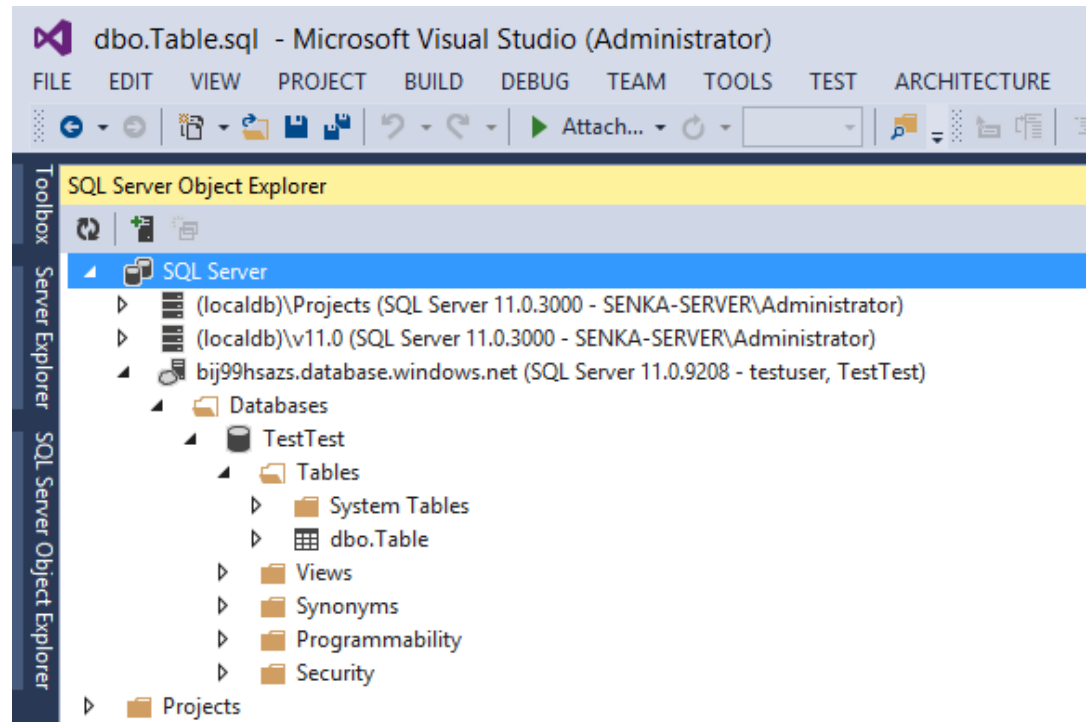 dbo.Table.sql - Microsoft Visual Studio (Administrator)
FILE EDIT VIEW PROJECT BUILD DEBUG TEAM TOOLS TEST ARCHITECTURE
Attach...
Toolbox
Server Explorer
SQL Server Object Explorer
SQL Server Object Explorer
SQL Server
(localdb)\Projects (SQL Server 11.0.3000 - SENKA-SERVER\Administrator)
(localdb)\v11.0 (SQL Server 11.0.3000 - SENKA-SERVER\Administrator)
bij99hsazs.database.windows.net (SQL Server 11.0.9208 - testuser, TestTest)
Databases
TestTest
Tables
System Tables
dbo.Table
Views
Synonyms
Programmability
Security
Projects